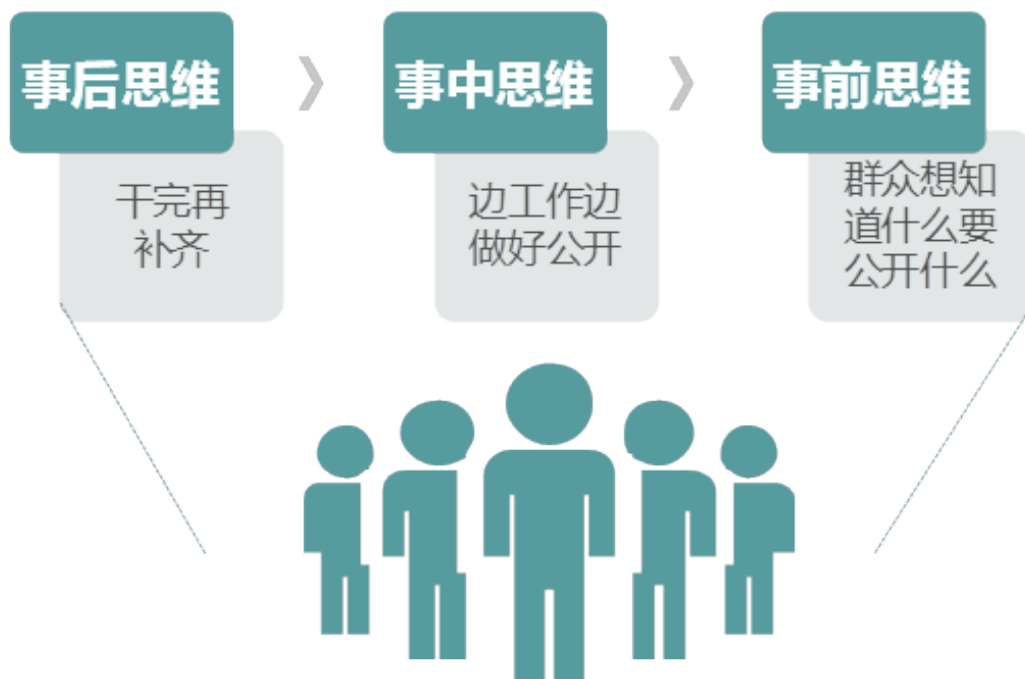 事后思维
干完再
补齐
事中思维
边工作边
做好公开
事前思维
群众想知
道什么要
公开什么